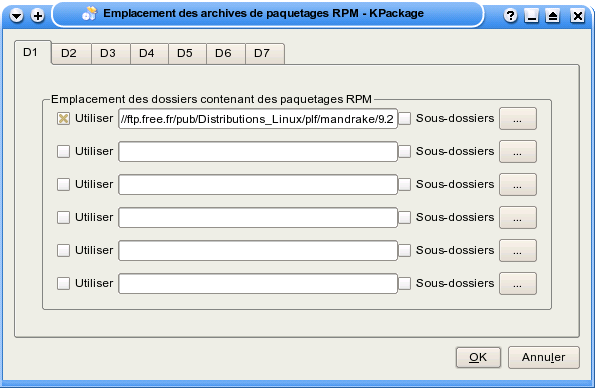 Emplacement des archives de paquetages RPM - KPackage
D1 D2 D3 D4 D5 D6 D7
Emplacement des dossiers contenant des paquetages RPM
Utiliser //ftp.free.fr/pub/Distributions_Linux/plf/mandrake/9.2 Sous-dossiers ...
Utiliser Sous-dossiers ...
Utiliser Sous-dossiers ...
Utiliser Sous-dossiers ...
Utiliser Sous-dossiers ...
Utiliser Sous-dossiers ...
OK Annuler